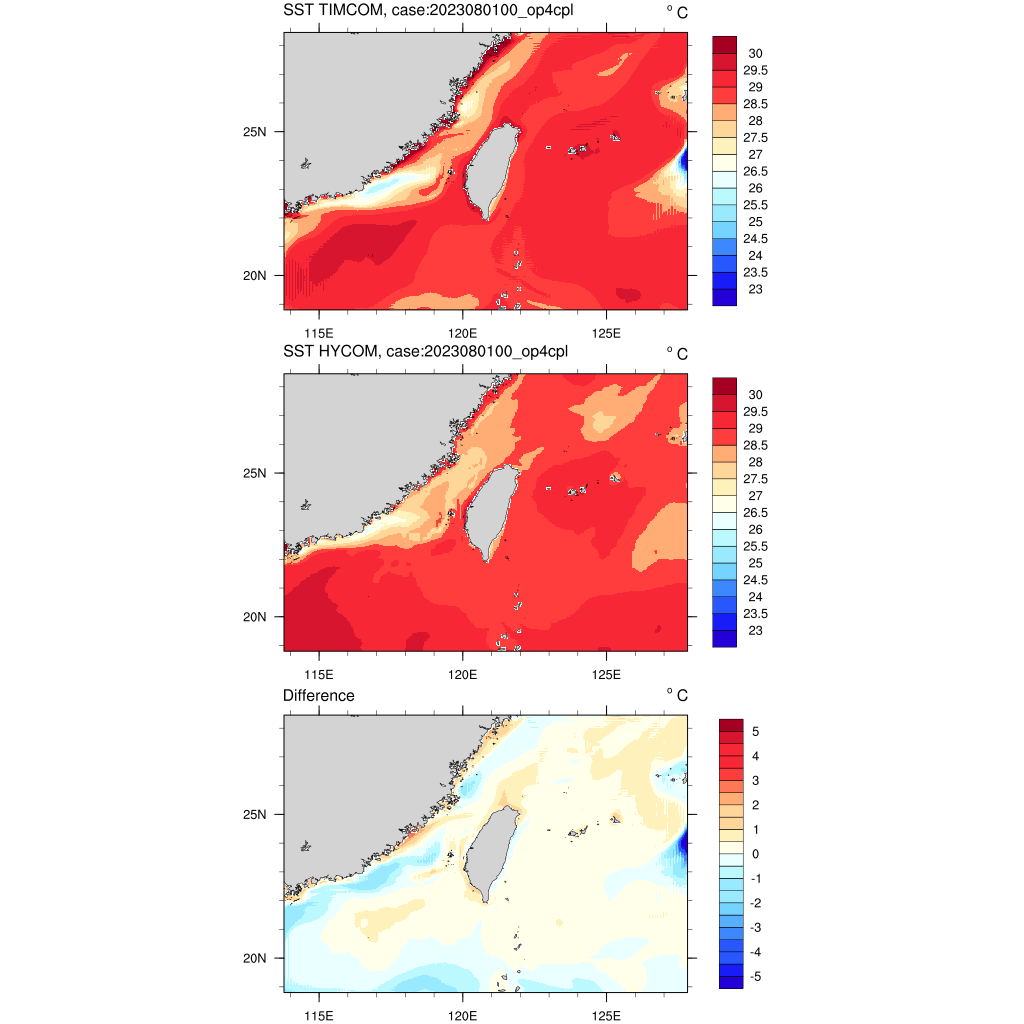 SST TIMCOM, case:2023080100_op4cpl
° C
30
29.5
29
28.5
28
27.5
27
26.5
26
25.5
25
24.5
24
23.5
23
25N
20N
115E 120E 125E
SST HYCOM, case:2023080100_op4cpl
° C
30
29.5
29
28.5
28
27.5
27
26.5
26
25.5
25
24.5
24
23.5
23
25N
20N
115E 120E 125E
Difference
° C
5
4
3
2
1
0
-1
-2
-3
-4
-5
25N
20N
115E 120E 125E